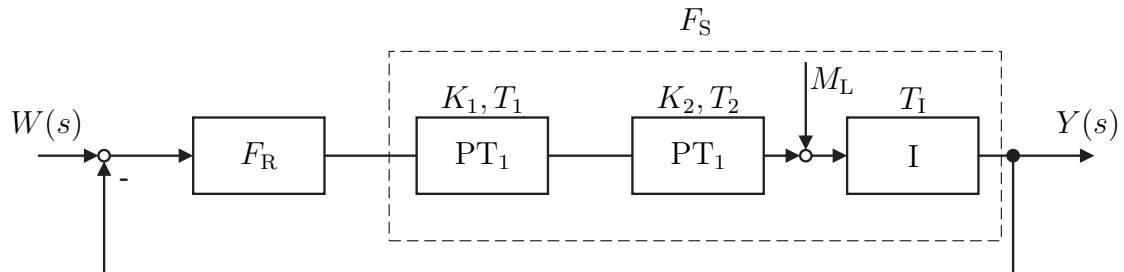 F_S
K_1, T_1
K_2, T_2
M_L
T_I
W(s)
F_R
PT_1
PT_1
I
Y(s)
-